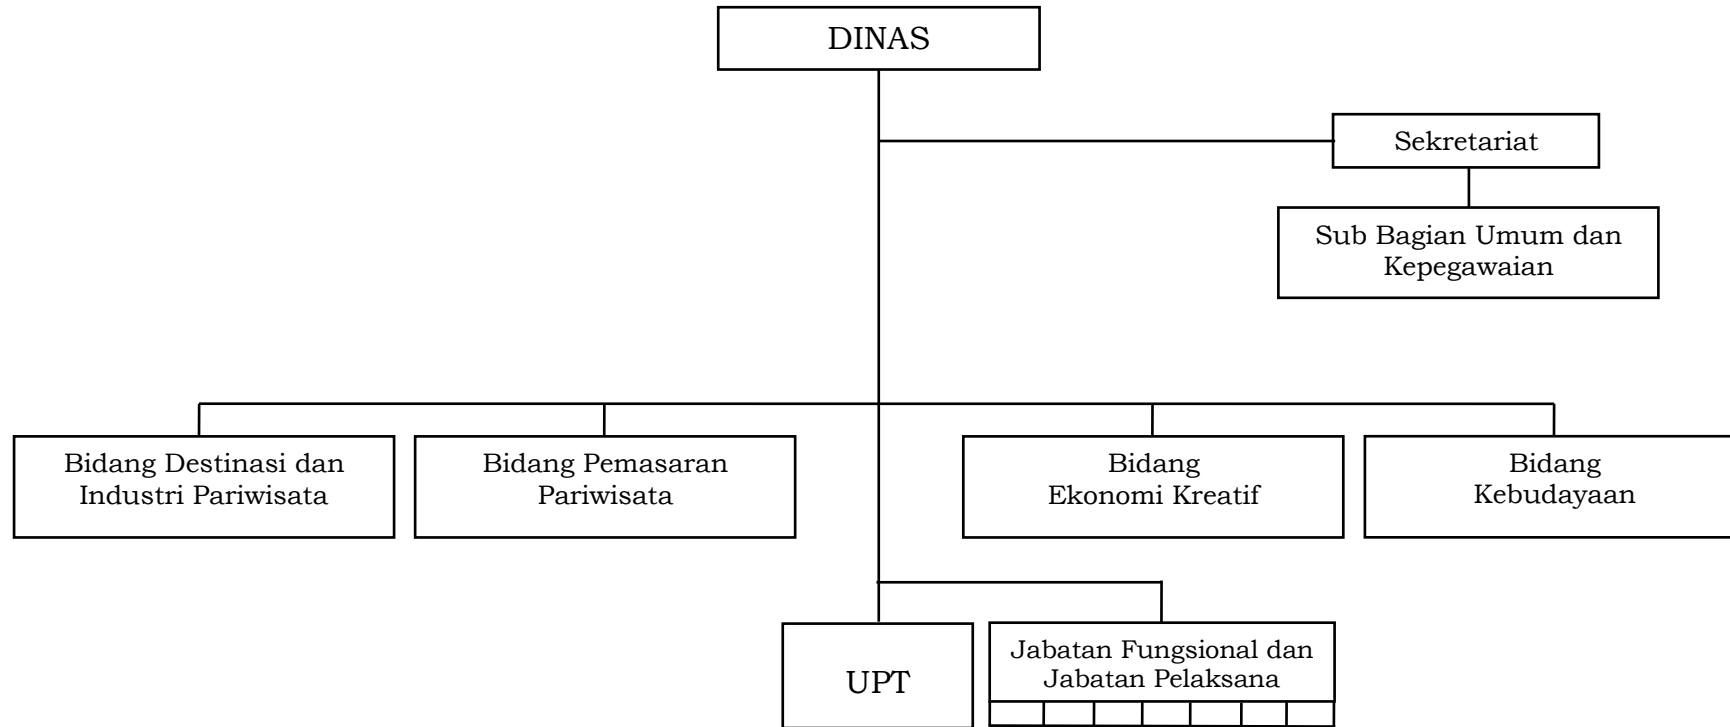 DINAS
Sekretariat
Sub Bagian Umum dan
Kepegawaian
Bidang Destinasi dan
Industri Pariwisata
Bidang Pemasaran
Pariwisata
Bidang
Ekonomi Kreatif
Bidang
Kebudayaan
UPT
Jabatan Fungsional dan
Jabatan Pelaksana